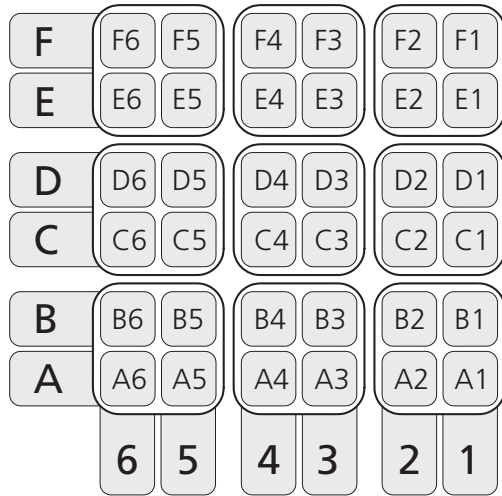 F F6 F5 F4 F3 F2 F1
E E6 E5 E4 E3 E2 E1
D D6 D5 D4 D3 D2 D1
C C6 C5 C4 C3 C2 C1
B B6 B5 B4 B3 B2 B1
A A6 A5 A4 A3 A2 A1
6 5 4 3 2 1